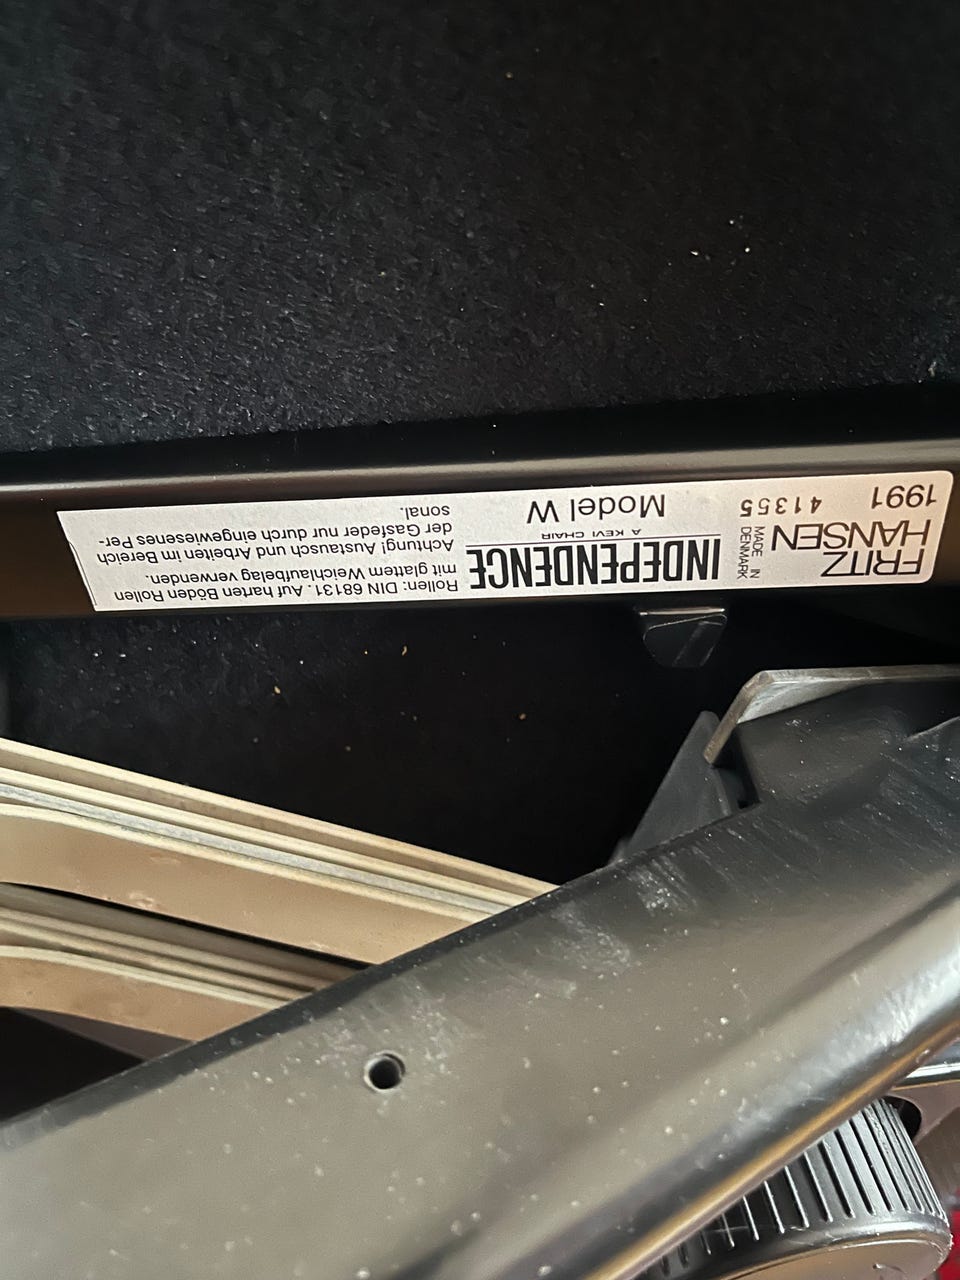 FRITZ
HANSEN
MADE IN
DENMARK
1991 41355
INDEPENDENCE
A KEVI CHAIR
Model W
Rollen: DIN 68131. Auf harten Böden Rollen
mit glattem Weichlaufbelag verwenden.
Achtung! Austausch und Arbeiten im Bereich
der Gasfeder nur durch eingewiesenes Per-
sonal.